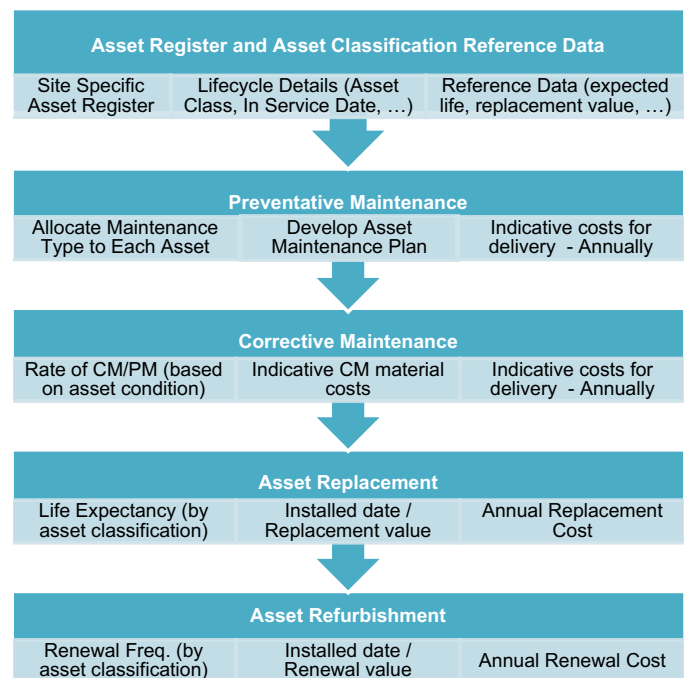 Asset Register and Asset Classification Reference Data
Site Specific
Asset Register
Lifecycle Details (Asset
Class, In Service Date, …)
Reference Data (expected
life, replacement value, …)
Preventative Maintenance
Allocate Maintenance
Type to Each Asset
Develop Asset
Maintenance Plan
Indicative costs for
delivery - Annually
Corrective Maintenance
Rate of CM/PM (based
on asset condition)
Indicative CM material
costs
Indicative costs for
delivery - Annually
Asset Replacement
Life Expectancy (by
asset classification)
Installed date /
Replacement value
Annual Replacement
Cost
Asset Refurbishment
Renewal Freq. (by
asset classification)
Installed date /
Renewal value
Annual Renewal Cost